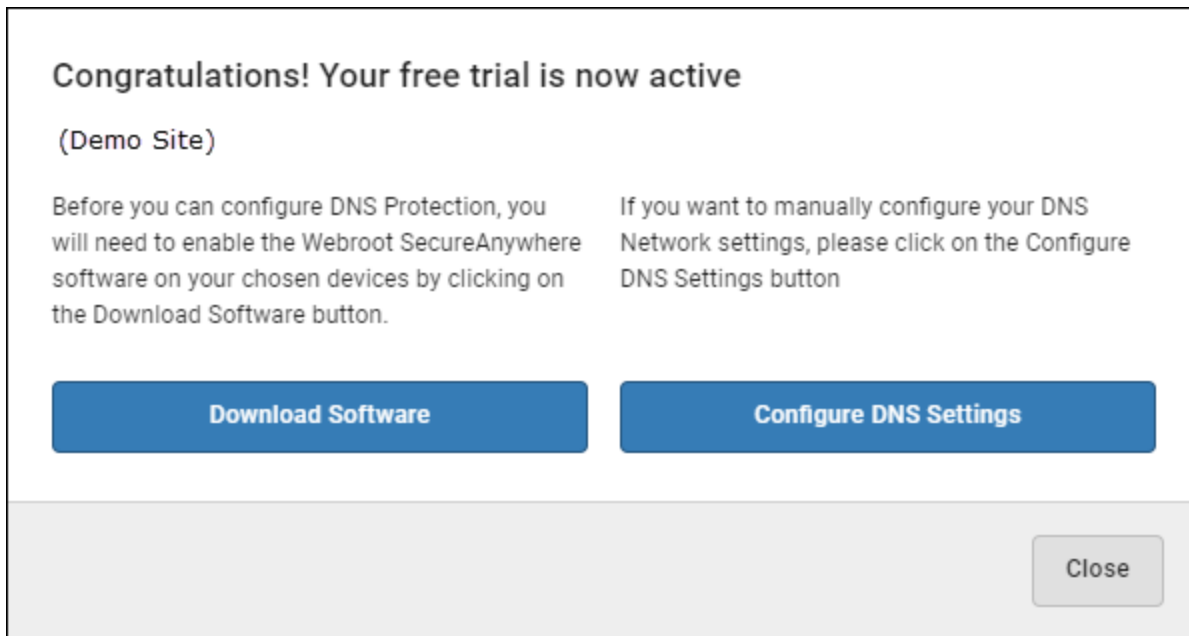 Congratulations! Your free trial is now active
(Demo Site)
Before you can configure DNS Protection, you
will need to enable the Webroot SecureAnywhere
software on your chosen devices by clicking on
the Download Software button.
If you want to manually configure your DNS
Network settings, please click on the Configure
DNS Settings button
Download Software
Configure DNS Settings
Close